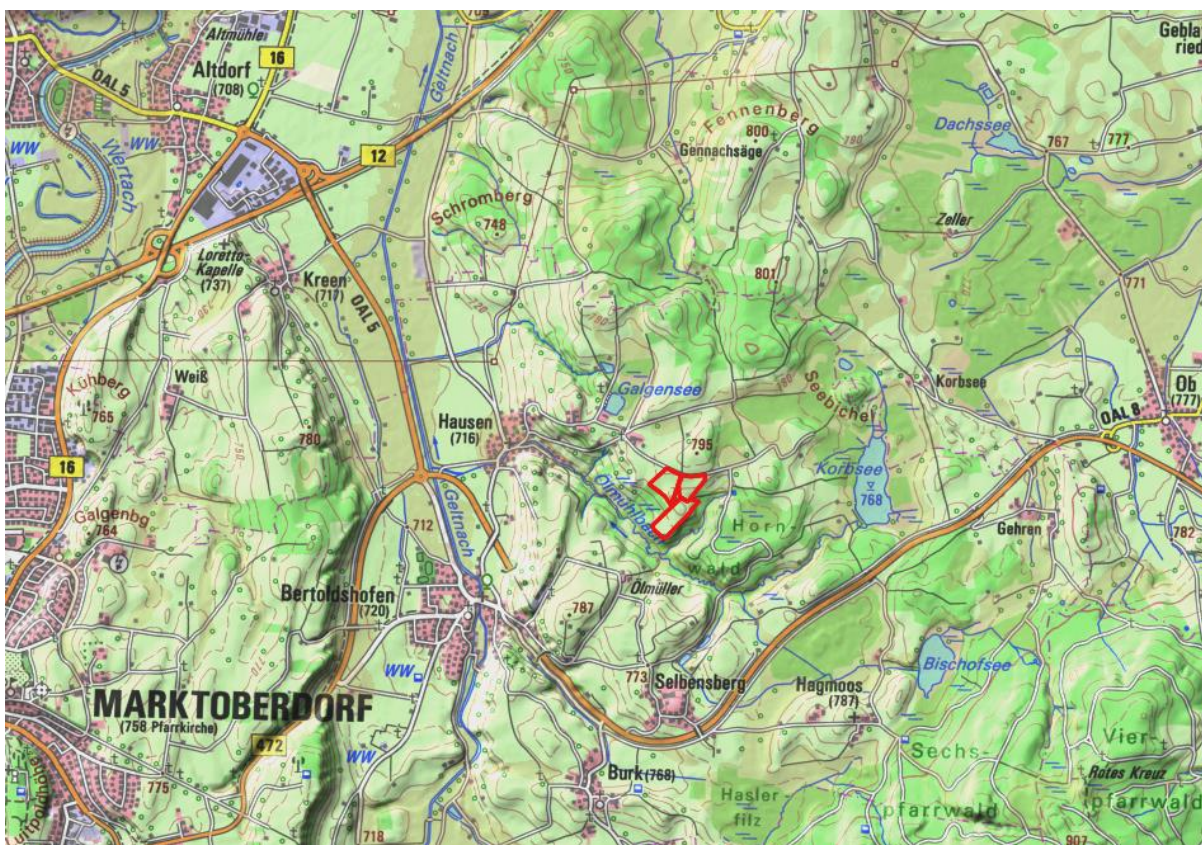 Altmühle
16
Geltnach
Gebla
ried
OAL 5
Altdorf
(708)
750
Fennenberg
800
790
Dachssee
767
777
WW
WW
Wertach
12
Gennachsäge
Schromberg
748
Zeller
Loretto-
Kapelle
(737)
Kreen
(717)
OAL 5
801
771
Kühberg
765
Weiß
780
Galgensee
Seebichel
Korbsee
Ob
(777)
OAL 8
Hausen
(716)
795
16
Galgenbg
764
712
Geltnach
Ölmühlbach
Korbsee
768
Horn-
wald
Gehren
782
Bertoldshofen
(720)
Ölmüller
787
WW
773
Selbensberg
Hagmoos
(787)
Bischofsee
MARKTOBERDORF
(758 Pfarrkirche)
472
WW
775
Burk (768)
Sechs-
pfarrwald
Vier-
pfarrwald
Rotes Kreuz
Hasler-
filz
718
907
Luitpoldhöhe